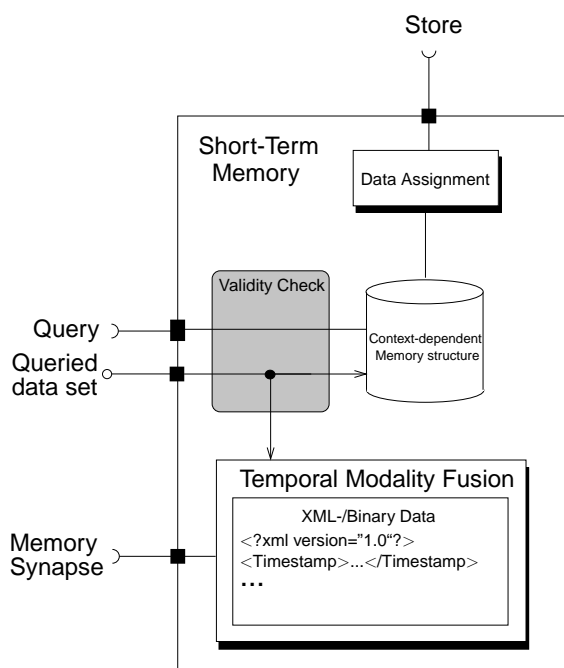 Store
Short-Term
Memory
Data Assignment
Validity Check
Query
Context-dependent
Memory structure
Queried
data set
Temporal Modality Fusion
XML-/Binary Data
<?xml version=”1.0“?>
<Timestamp>...</Timestamp>
...
Memory
Synapse